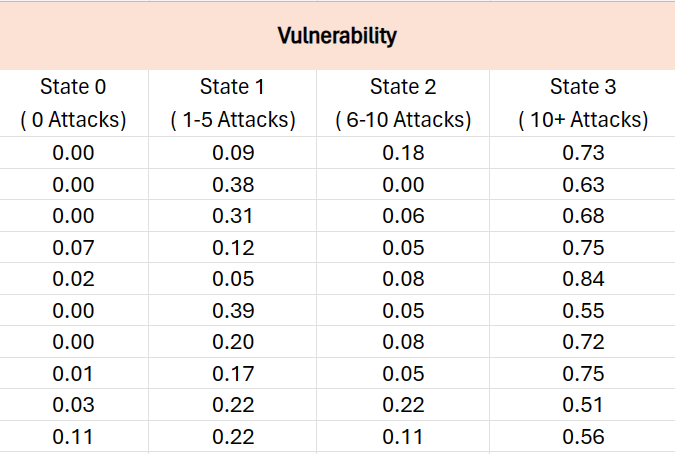 Vulnerability
State 0 State 1 State 2 State 3
( 0 Attacks) ( 1-5 Attacks) ( 6-10 Attacks) ( 10+ Attacks)
0.00 0.09 0.18 0.73
0.00 0.38 0.00 0.63
0.00 0.31 0.06 0.68
0.07 0.12 0.05 0.75
0.02 0.05 0.08 0.84
0.00 0.39 0.05 0.55
0.00 0.20 0.08 0.72
0.01 0.17 0.05 0.75
0.03 0.22 0.22 0.51
0.11 0.22 0.11 0.56